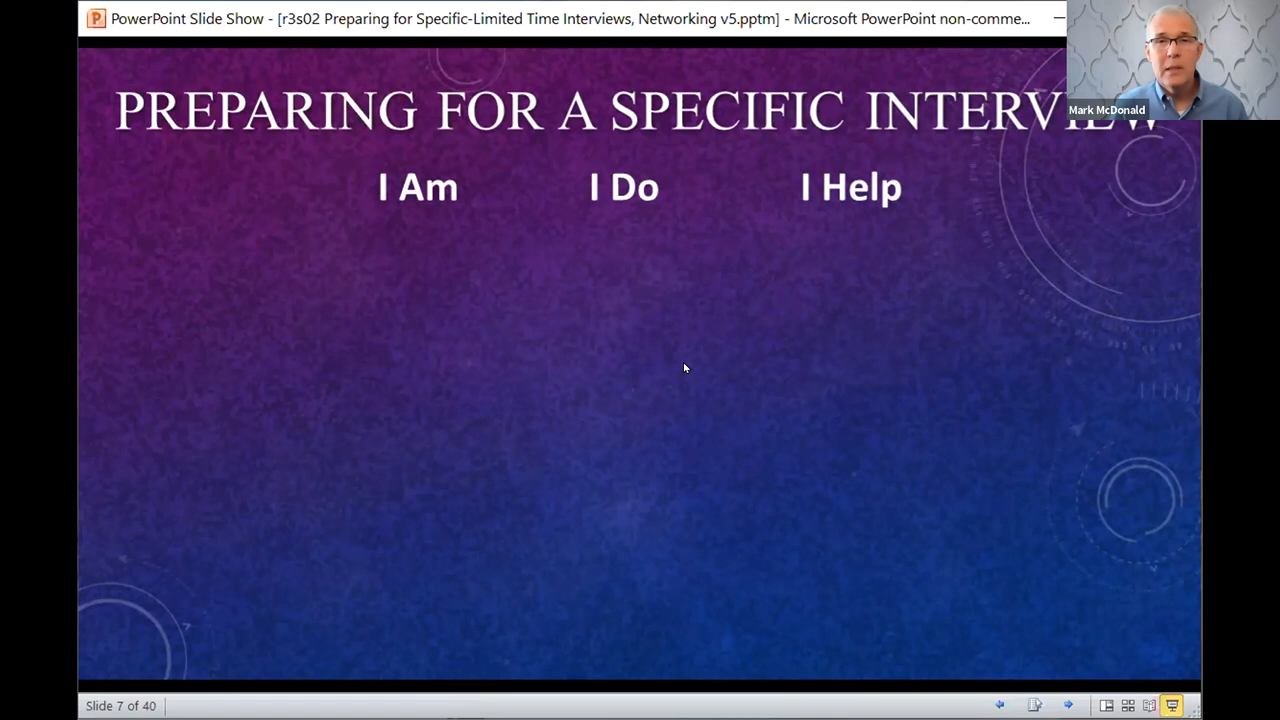 PowerPoint Slide Show - [r3s02 Preparing for Specific-Limited Time Interviews, Networking v5.pptm] - Microsoft PowerPoint non-comme...
Mark McDonald
PREPARING FOR A SPECIFIC INTERVIEW
I Am I Do I Help
Slide 7 of 40